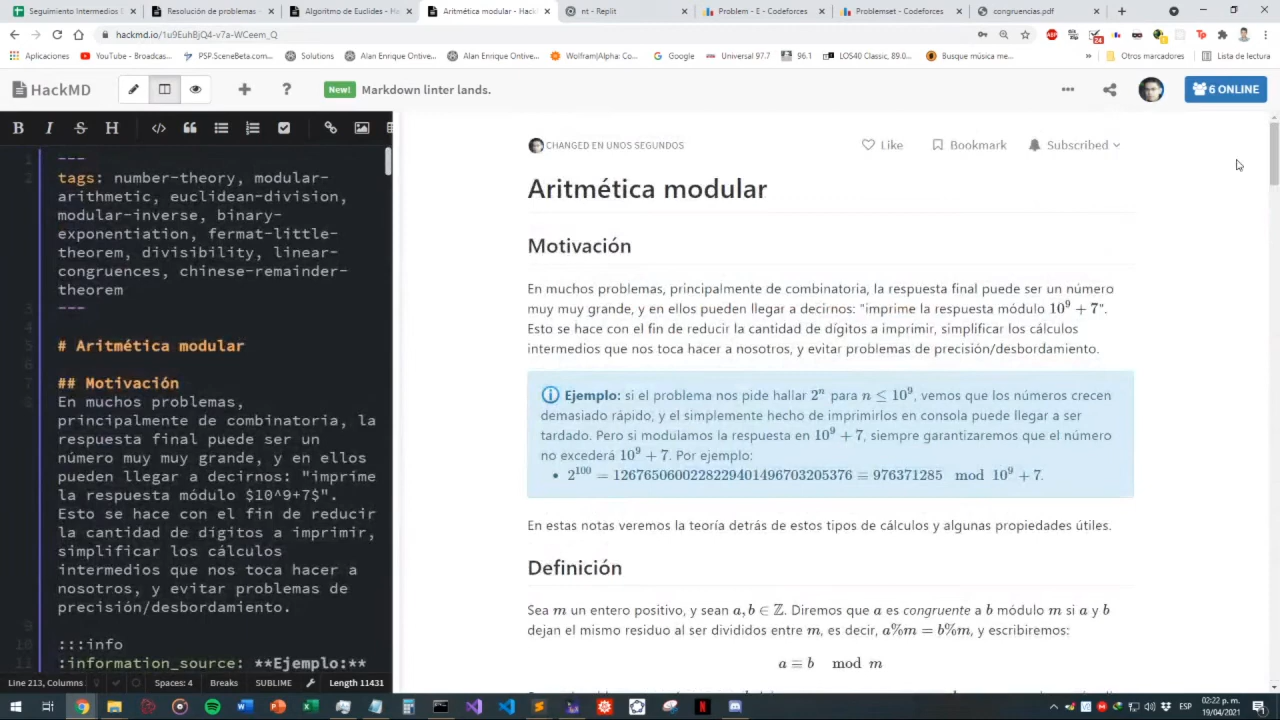 Seguimiento Intermedios
Resolución de problemas
Algoritmo de Euclides - Ha
Aritmética modular - Hack
nt - Replit
Problem - E - Codeforces
Problemset - Codeforces
congruencias.pdf
hackmd.io/1u9EuhBjQ4-v7a-WCeem_Q
Aplicaciones
YouTube - Broadcas...
PSP.SceneBeta.com...
Solutions
Alan Enrique Ontive...
Alan Enrique Ontive...
Wolfram|Alpha: Co...
Google
Universal 97.7
96.1
LOS40 Classic, 89.0...
Busque música me...
»
Otros marcadores
Lista de lectura
HackMD
New!
Markdown linter lands.
6 ONLINE
B I S H
---
tags: number-theory, modular-
arithmetic, euclidean-division,
modular-inverse, binary-
exponentiation, fermat-little-
theorem, divisibility, linear-
congruences, chinese-remainder-
theorem
---
# Aritmética modular
## Motivación
En muchos problemas,
principalmente de combinatoria, la
respuesta final puede ser un
número muy muy grande, y en ellos
pueden llegar a decirnos: "imprime
la respuesta módulo $10^9+7$".
Esto se hace con el fin de reducir
la cantidad de dígitos a imprimir,
simplificar los cálculos
intermedios que nos toca hacer a
nosotros, y evitar problemas de
precisión/desbordamiento.
:::info
:information_source: **Ejemplo:**
Line 213, Columns
Spaces: 4
Breaks
SUBLIME
Length 11431
CHANGED EN UNOS SEGUNDOS
Like
Bookmark
Subscribed
Aritmética modular
Motivación
En muchos problemas, principalmente de combinatoria, la respuesta final puede ser un número
muy muy grande, y en ellos pueden llegar a decirnos: "imprime la respuesta módulo 10⁹ + 7".
Esto se hace con el fin de reducir la cantidad de dígitos a imprimir, simplificar los cálculos
intermedios que nos toca hacer a nosotros, y evitar problemas de precisión/desbordamiento.
Ejemplo: si el problema nos pide hallar 2ⁿ para n ≤ 10⁹, vemos que los números crecen
demasiado rápido, y el simplemente hecho de imprimirlos en consola puede llegar a ser
tardado. Pero si modulamos la respuesta en 10⁹ + 7, siempre garantizaremos que el número
no excederá 10⁹ + 7. Por ejemplo:
• 2¹⁰⁰ = 1267650600228229401496703205376 ≡ 976371285 mod 10⁹ + 7.
En estas notas veremos la teoría detrás de estos tipos de cálculos y algunas propiedades útiles.
Definición
Sea m un entero positivo, y sean a, b ∈ ℤ. Diremos que a es congruente a b módulo m si a y b
dejan el mismo residuo al ser divididos entre m, es decir, a%m = b%m, y escribiremos:
a ≡ b mod m
ESP
02:22 p. m.
19/04/2021